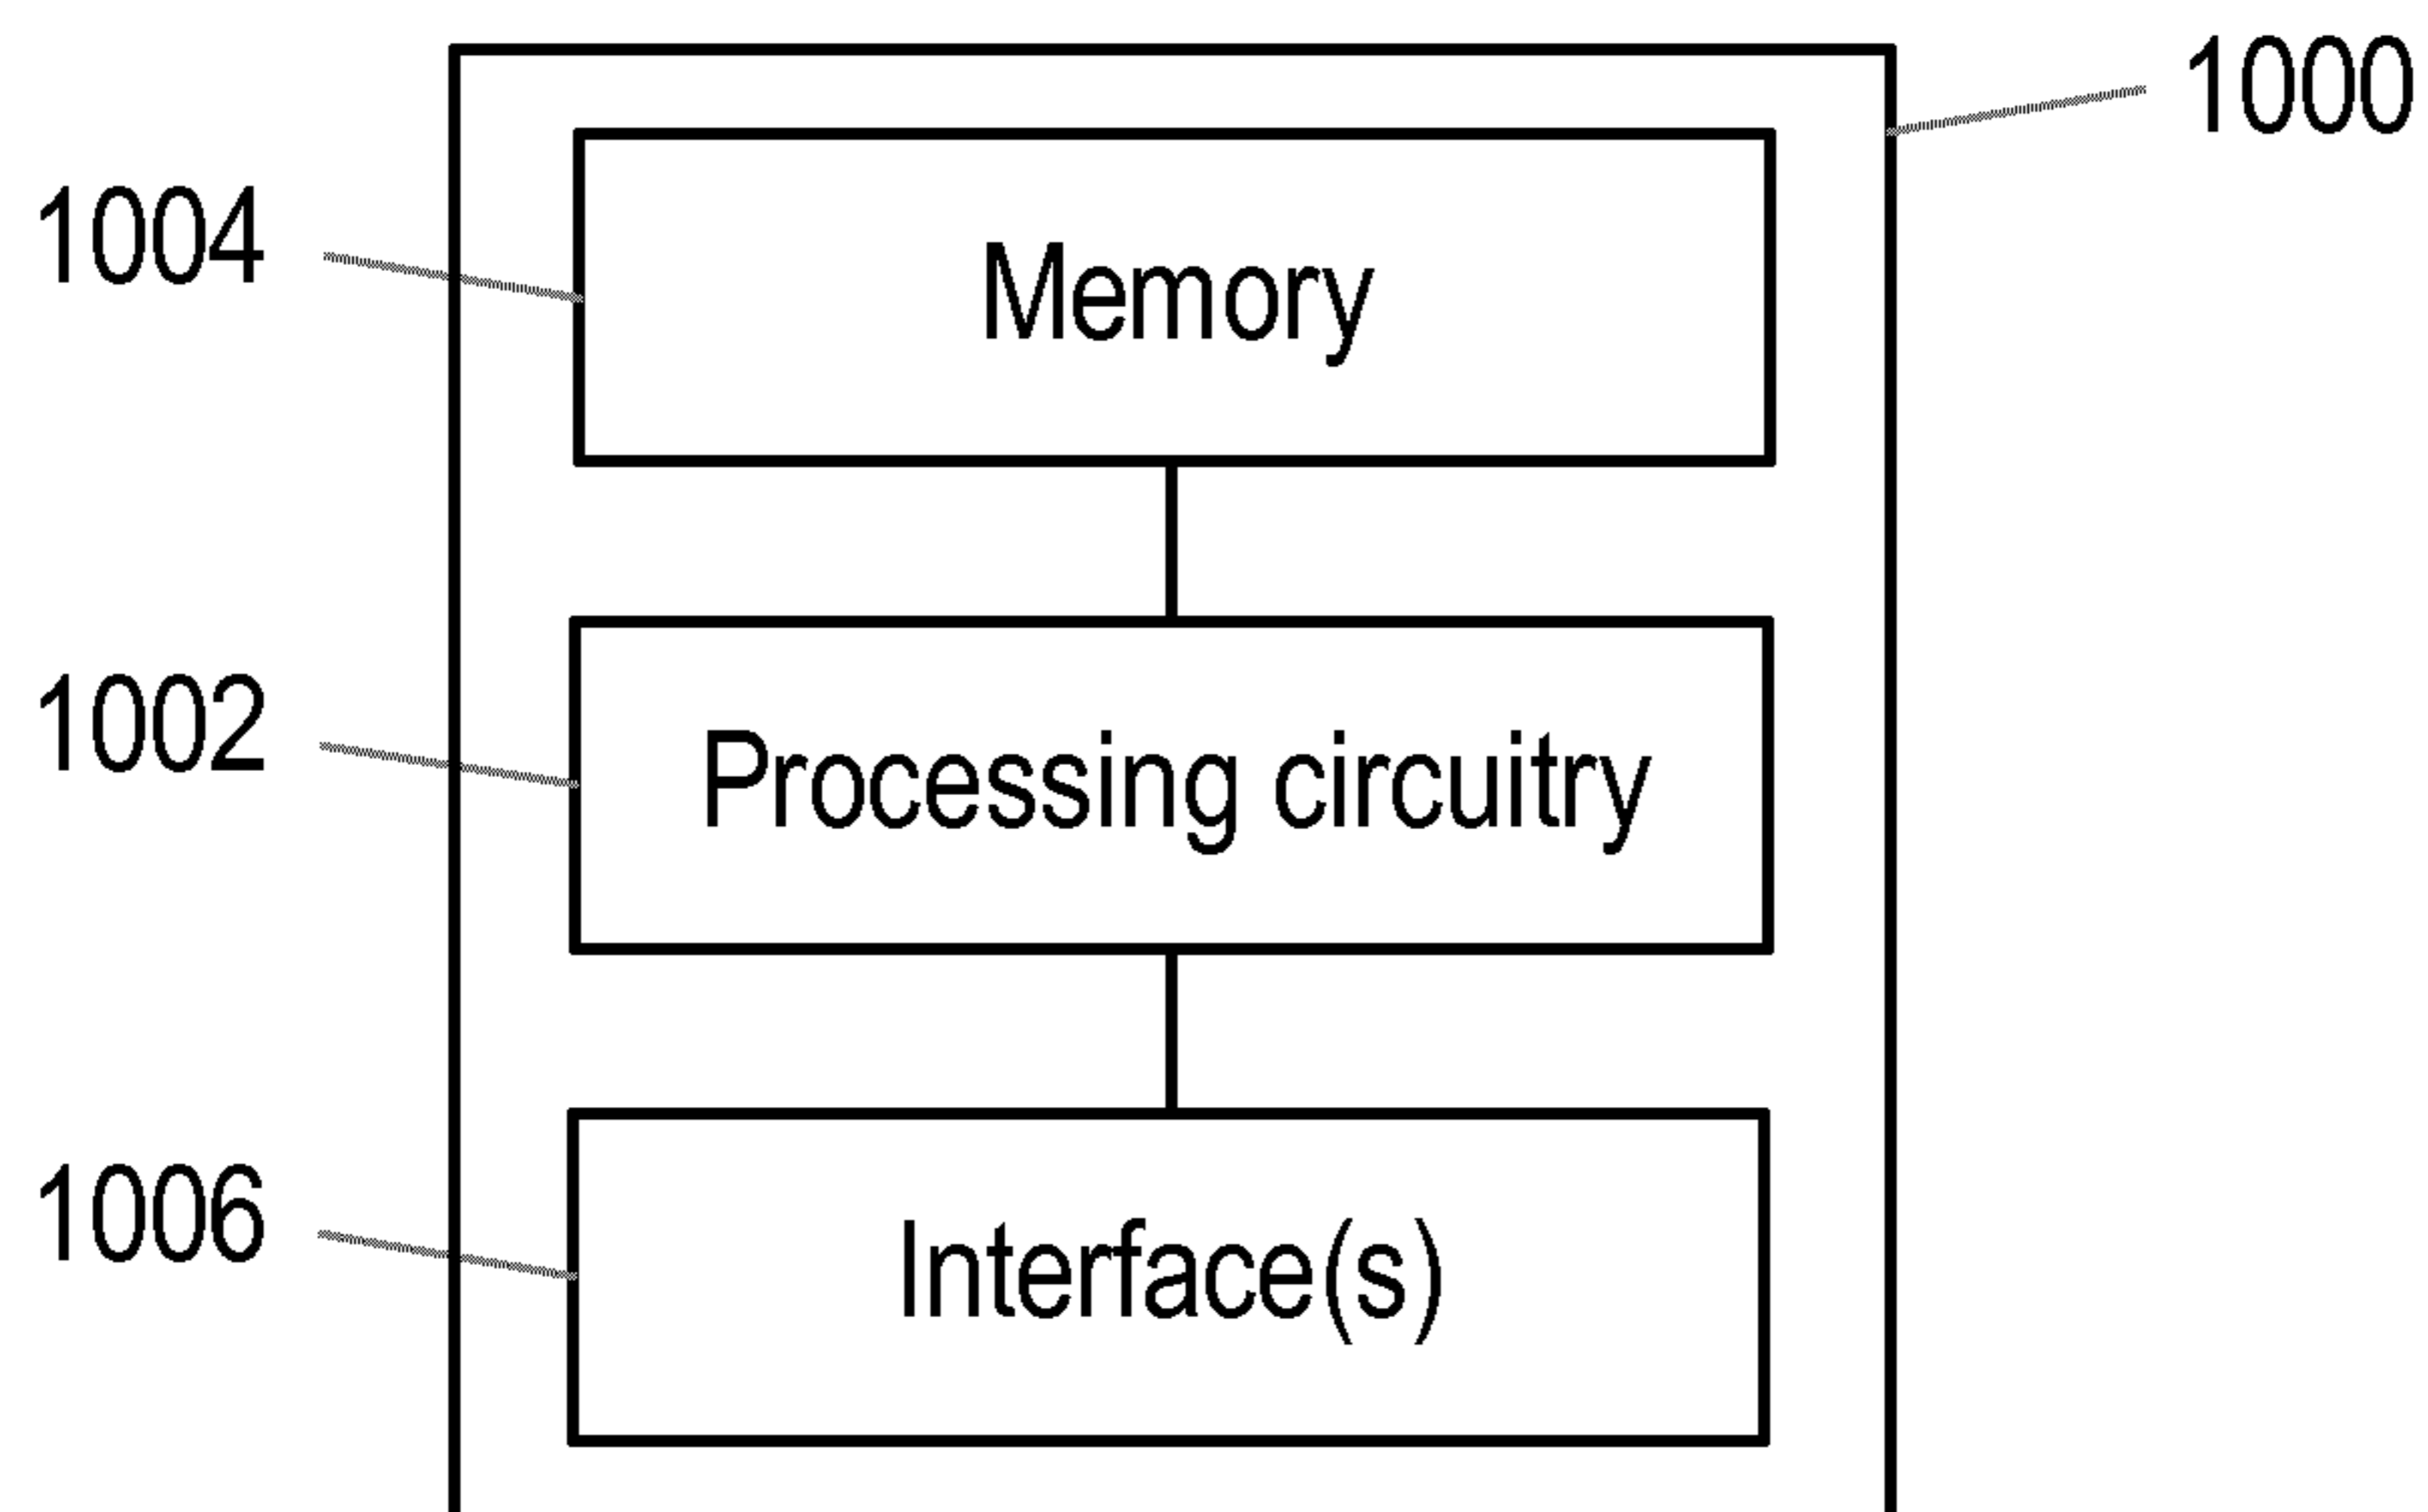 1000
1004
Memory
1002
Processing circuitry
1006
Interface(s)